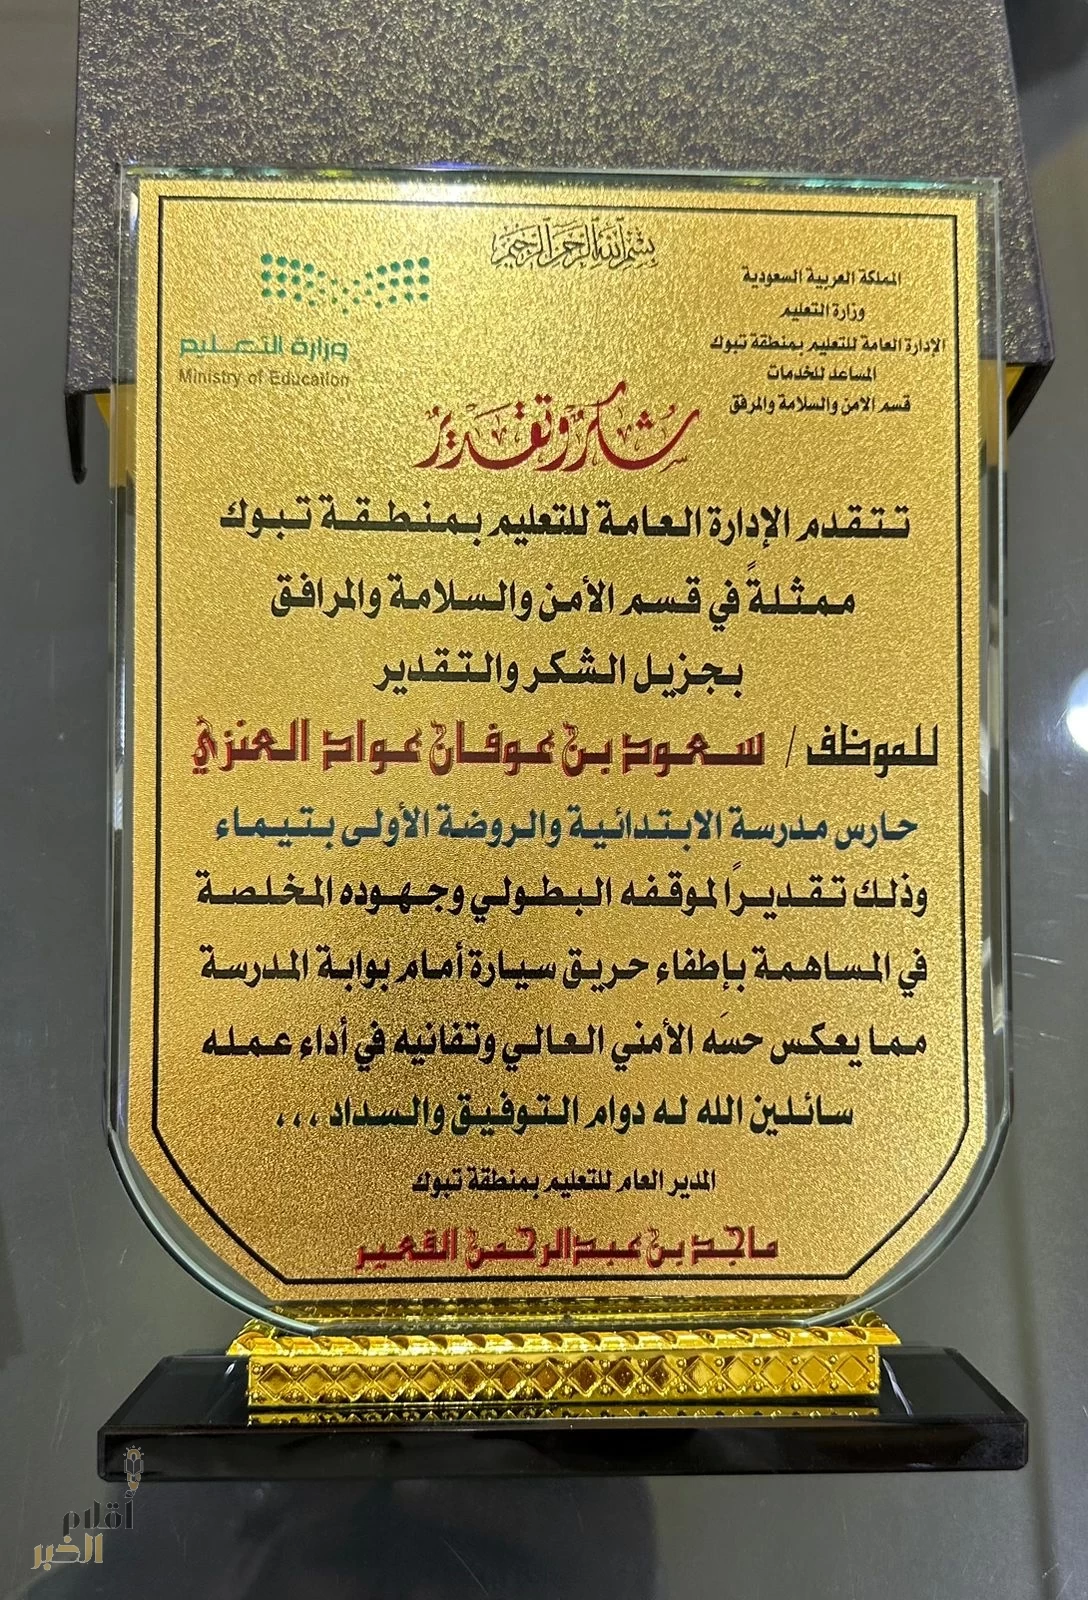 بسم الله الرحمن الرحيم
المملكة العربية السعودية
وزارة التعليم
الإدارة العامة للتعليم بمنطقة تبوك
المساعد للخدمات
قسم الامن والسلامة والمرفق
وزارة التعليم
Ministry of Education
شكر وتقدير
تتقدم الإدارة العامة للتعليم بمنطقة تبوك
ممثلةً في قسم الأمن والسلامة والمرافق
بجزيل الشكر والتقدير
للموظف / سعود بن عوفان عواد العنزي
حارس مدرسة الابتدائية والروضة الأولى بتيماء
وذلك تقديرًا لموقفه البطولي وجهوده المخلصة
في المساهمة بإطفاء حريق سيارة أمام بوابة المدرسة
مما يعكس حسَه الأمني العالي وتفانيه في أداء عمله
سائلين الله له دوام التوفيق والسداد ...
المدير العام للتعليم بمنطقة تبوك
ماجد بن عبدالرحمن القعير
أقلام
الخبر